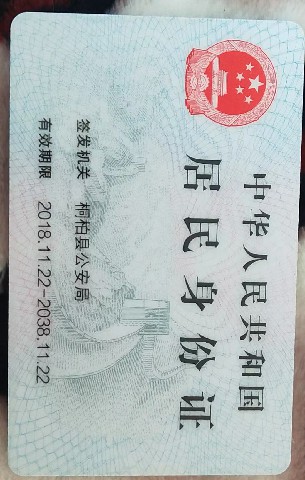 中华人民共和国
居民身份证
签发机关 桐柏县公安局
有效期限 2018.11.22-2038.11.22